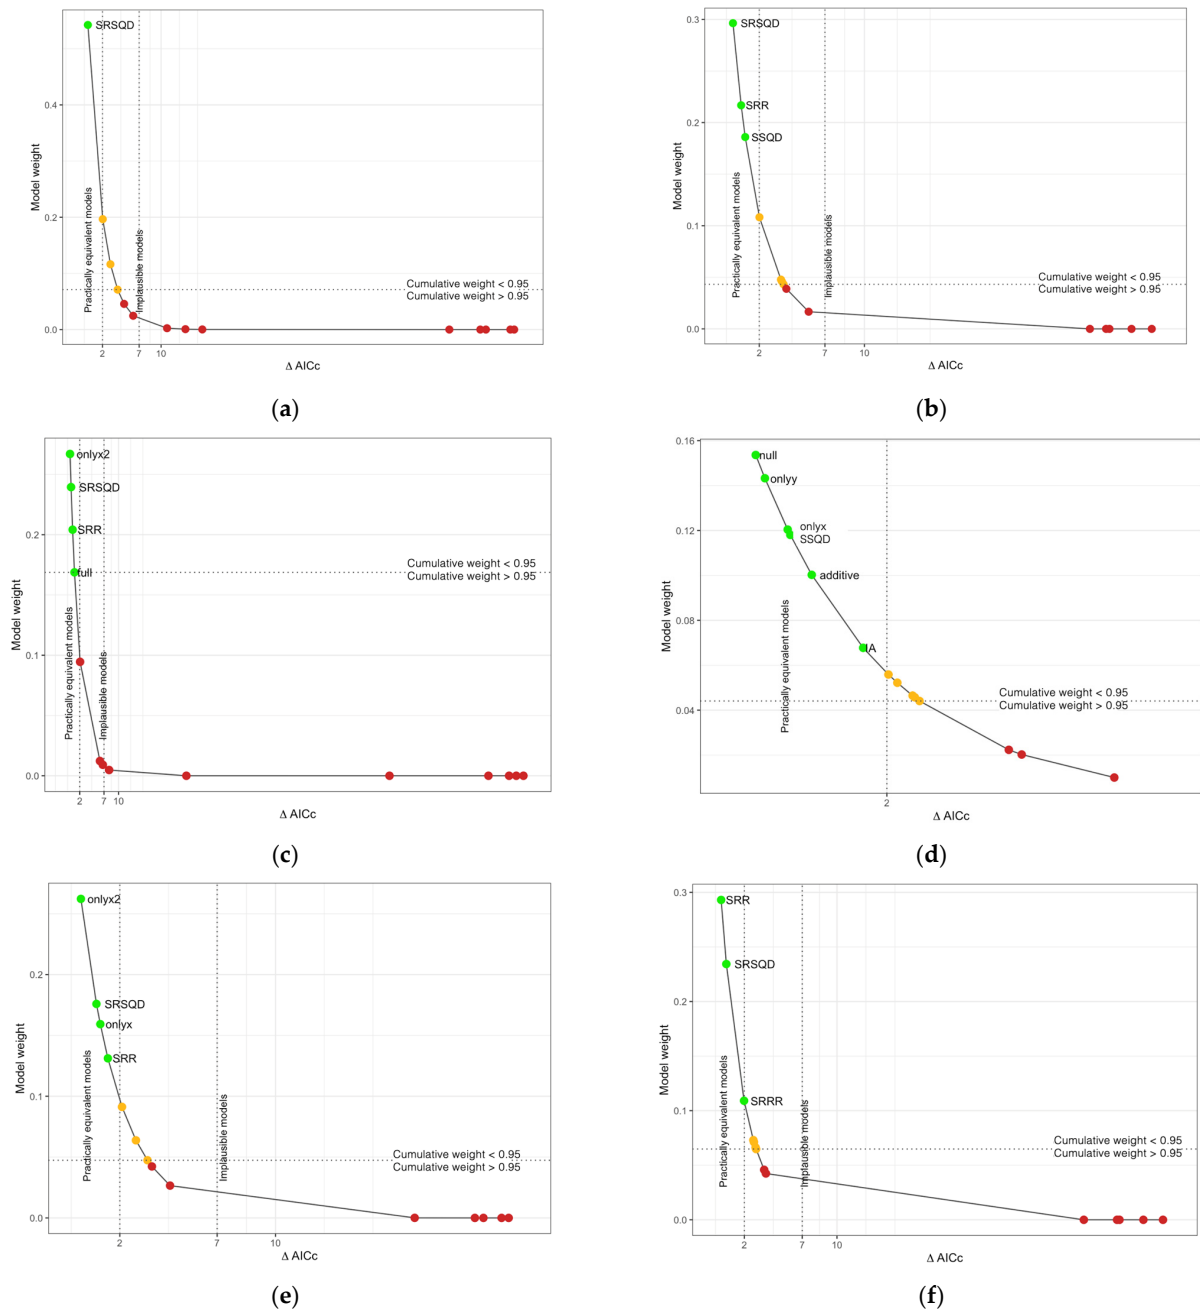 SRSQD
0.4
0.2
0.0
Model weight
Practically equivalent models
Implausible models
Cumulative weight < 0.95
Cumulative weight > 0.95
2 7 10
Δ AICc
(a)
SRSQD
SRR
SSQD
0.3
0.2
0.1
0.0
Model weight
Practically equivalent models
Implausible models
Cumulative weight < 0.95
Cumulative weight > 0.95
2 7 10
Δ AICc
(b)
onlyx2
SRSQD
SRR
full
0.2
0.1
0.0
Model weight
Practically equivalent models
Implausible models
Cumulative weight < 0.95
Cumulative weight > 0.95
2 7 10
Δ AICc
(c)
null
onlyy
onlyx
SSQD
additive
IA
0.16
0.12
0.08
0.04
Model weight
Practically equivalent models
Cumulative weight < 0.95
Cumulative weight > 0.95
2
Δ AICc
(d)
onlyx2
SRSQD
onlyx
SRR
0.2
0.1
0.0
Model weight
Practically equivalent models
Implausible models
Cumulative weight < 0.95
Cumulative weight > 0.95
2 7 10
Δ AICc
(e)
SRR
SRSQD
SRRR
0.3
0.2
0.1
0.0
Model weight
Practically equivalent models
Implausible models
Cumulative weight < 0.95
Cumulative weight > 0.95
2 7 10
Δ AICc
(f)